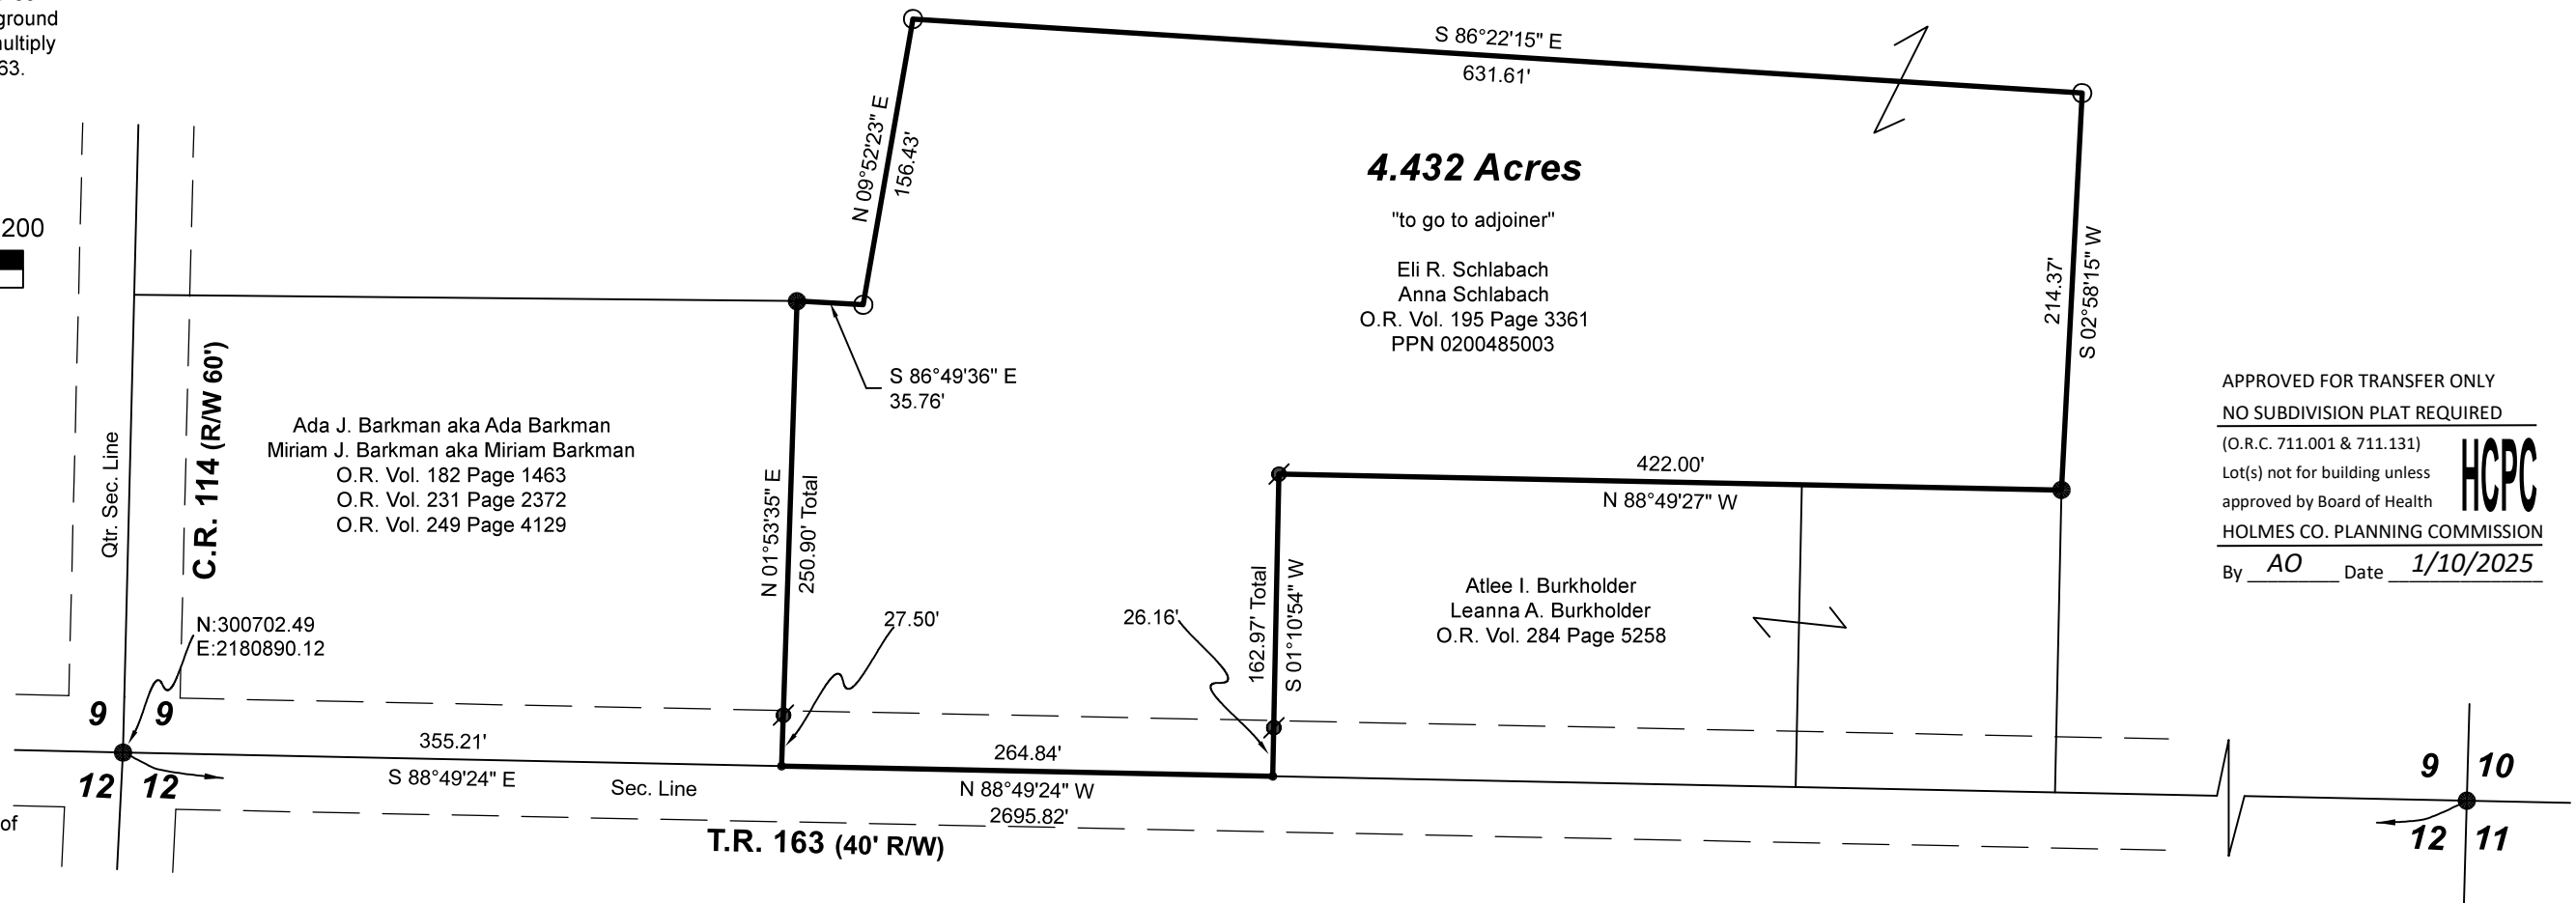 ground
multiply
63.
200
S 86°22'15" E
631.61'
N 09°52'23" E
156.43'
4.432 Acres
"to go to adjoiner"
Eli R. Schlabach
Anna Schlabach
O.R. Vol. 195 Page 3361
PPN 0200485003
214.37'
S 02°58'15" W
S 86°49'36" E
35.76'
Qtr. Sec. Line
C.R. 114 (R/W 60')
Ada J. Barkman aka Ada Barkman
Miriam J. Barkman aka Miriam Barkman
O.R. Vol. 182 Page 1463
O.R. Vol. 231 Page 2372
O.R. Vol. 249 Page 4129
N 01°53'35" E
250.90' Total
422.00'
N 88°49'27" W
162.97' Total
S 01°10'54" W
Atlee I. Burkholder
Leanna A. Burkholder
O.R. Vol. 284 Page 5258
APPROVED FOR TRANSFER ONLY
NO SUBDIVISION PLAT REQUIRED
(O.R.C. 711.001 & 711.131)
Lot(s) not for building unless
approved by Board of Health
HCPC
HOLMES CO. PLANNING COMMISSION
By AO Date 1/10/2025
N:300702.49
E:2180890.12
27.50'
26.16'
9 9
12 12
355.21'
S 88°49'24" E
Sec. Line
264.84'
N 88°49'24" W
2695.82'
T.R. 163 (40' R/W)
9 10
12 11
of